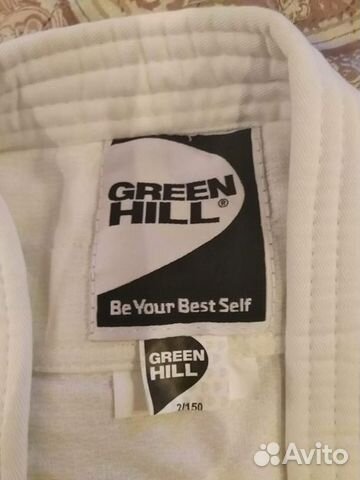 GREEN
HILL®
Be Your Best Self
GREEN
HILL
2/150
Avito